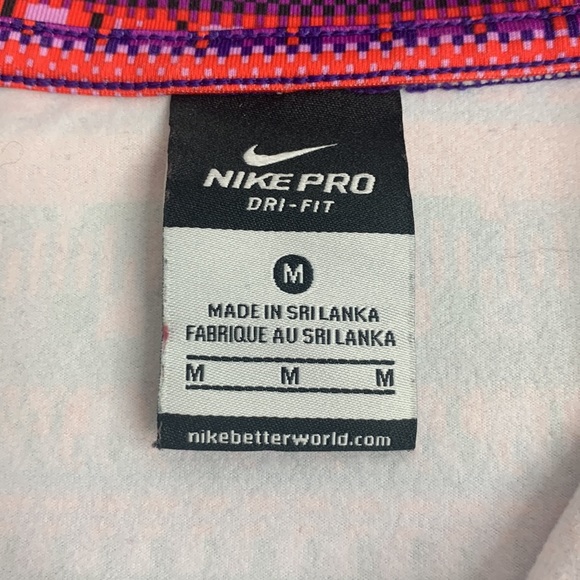 NIKE PRO
DRI-FIT
M
MADE IN SRI LANKA
FABRIQUE AU SRI LANKA
M M M
nikebetterworld.com